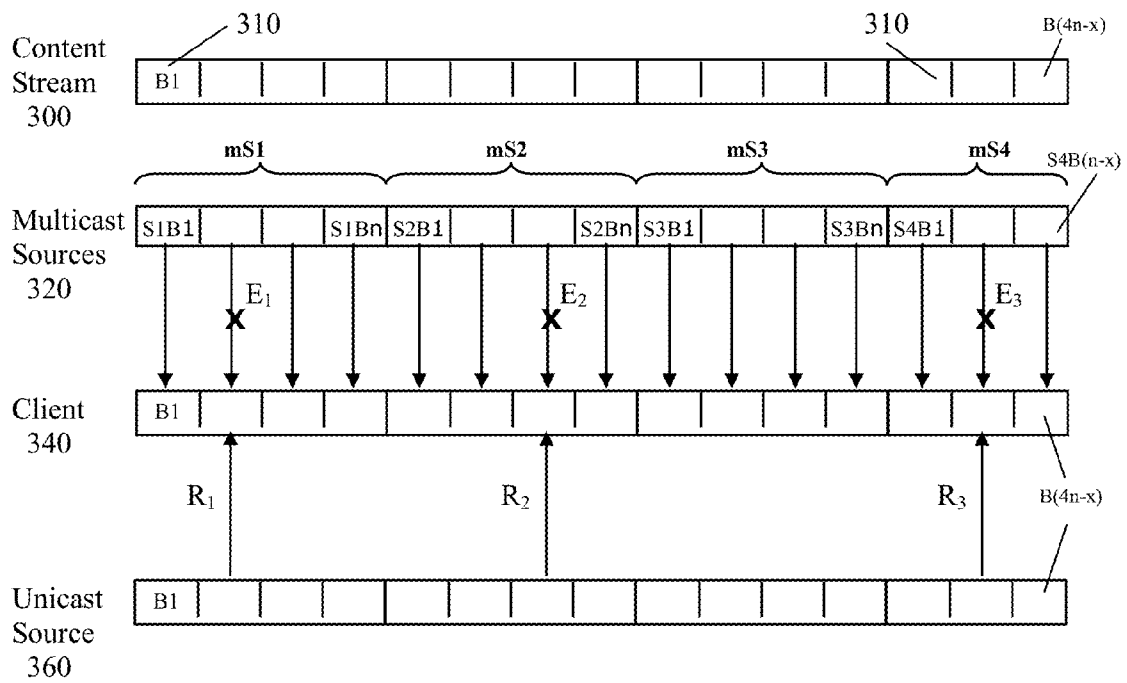 Content
Stream
300
310
310
B(4n-x)
B1
mS1
mS2
mS3
mS4
S4B(n-x)
Multicast
Sources
320
S1B1
S1Bn
S2B1
S2Bn
S3B1
S3Bn
S4B1
E1
X
E2
X
E3
X
Client
340
B1
R1
R2
R3
B(4n-x)
Unicast
Source
360
B1